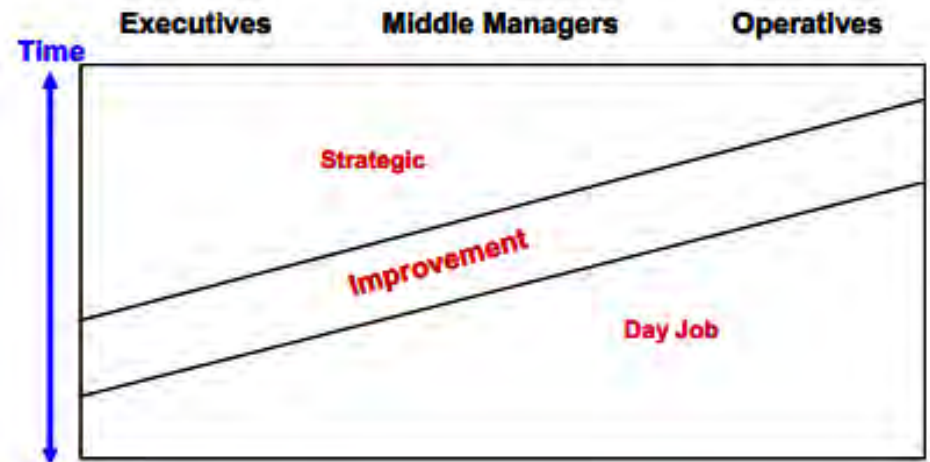 Executives Middle Managers Operatives
Time
Strategic
Improvement
Day Job